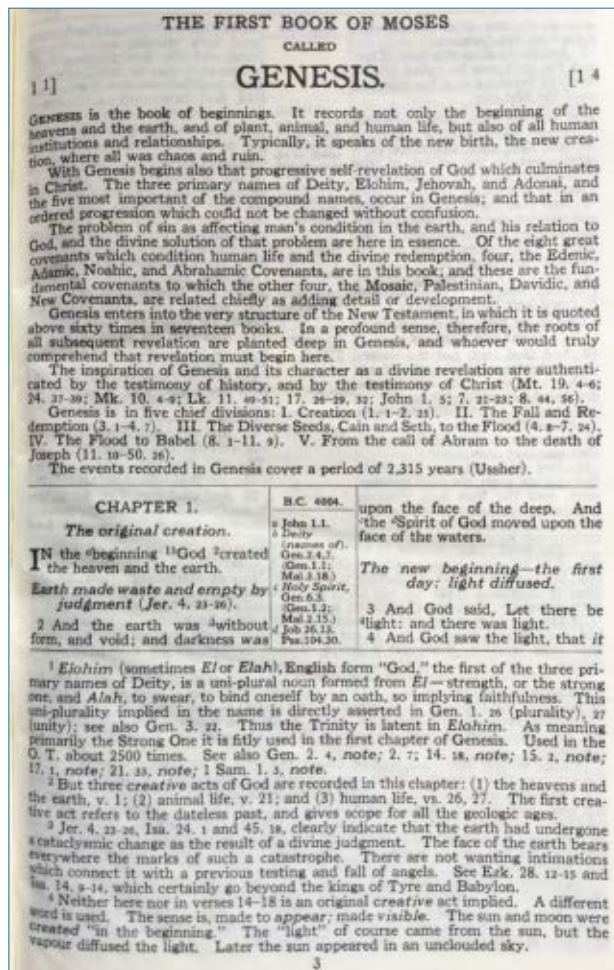 THE FIRST BOOK OF MOSES
CALLED
GENESIS.
1 1] [1 4
GENESIS is the book of beginnings. It records not only the beginning of the
heavens and the earth, and of plant, animal, and human life, but also of all human
institutions and relationships. Typically, it speaks of the new birth, the new crea-
tion, where all was chaos and ruin.
With Genesis begins also that progressive self-revelation of God which culminates
in Christ. The three primary names of Deity, Elohim, Jehovah, and Adonai, and
the five most important of the compound names, occur in Genesis; and that in an
ordered progression which could not be changed without confusion.
The problem of sin as affecting man's condition in the earth, and his relation to
God, and the divine solution of that problem are here in essence. Of the eight great
covenants which condition human life and the divine redemption, four, the Edenic,
Adamic, Noahic, and Abrahamic Covenants, are in this book; and these are the fun-
damental covenants to which the other four, the Mosaic, Palestinian, Davidic, and
New Covenants, are related chiefly as adding detail or development.
Genesis enters into the very structure of the New Testament, in which it is quoted
above sixty times in seventeen books. In a profound sense, therefore, the roots of
all subsequent revelation are planted deep in Genesis, and whoever would truly
comprehend that revelation must begin here.
The inspiration of Genesis and its character as a divine revelation are authenti-
cated by the testimony of history, and by the testimony of Christ (Mt. 19. 4-6;
24. 37-39; Mk. 10. 4-9; Lk. 11. 49-51; 17. 26-29, 32; John 1. 5; 7. 21-23; 8. 44, 56).
Genesis is in five chief divisions: I. Creation (1. 1-2. 25). II. The Fall and Re-
demption (3. 1-4. 7). III. The Diverse Seeds, Cain and Seth, to the Flood (4. 8-7. 24).
IV. The Flood to Babel (8. 1-11. 9). V. From the call of Abram to the death of
Joseph (11. 10-50. 26).
The events recorded in Genesis cover a period of 2,315 years (Ussher).
CHAPTER 1.
The original creation.
IN the a beginning 1 1 God 2 created
the heaven and the earth.
Earth made waste and empty by
judgment (Jer. 4. 23-26).
2 And the earth was 3 without
form, and void; and darkness was
B.C. 4004.
a John 1.1.
b Deity
(names of).
Gen.2.4,7.
(Gen.1.1;
Mal.3.18.)
c Holy Spirit,
Gen.6.3.
(Gen.1.2;
Mal.2.15.)
d Job 26.13.
Psa.104.30.
upon the face of the deep. And
c the d Spirit of God moved upon the
face of the waters.
The new beginning—the first
day: light diffused.
3 And God said, Let there be
4 light: and there was light.
4 And God saw the light, that it
1 Elohim (sometimes El or Elah), English form "God," the first of the three pri-
mary names of Deity, is a uni-plural noun formed from El—strength, or the strong
one, and Alah, to swear, to bind oneself by an oath, so implying faithfulness. This
uni-plurality implied in the name is directly asserted in Gen. 1. 26 (plurality), 27
(unity); see also Gen. 3. 22. Thus the Trinity is latent in Elohim. As meaning
primarily the Strong One it is fitly used in the first chapter of Genesis. Used in the
O. T. about 2500 times. See also Gen. 2. 4, note; 2. 7; 14. 18, note; 15. 2, note;
17. 1, note; 21. 33, note; 1 Sam. 1. 3, note.
2 But three creative acts of God are recorded in this chapter: (1) the heavens and
the earth, v. 1; (2) animal life, v. 21; and (3) human life, vs. 26, 27. The first crea-
tive act refers to the dateless past, and gives scope for all the geologic ages.
3 Jer. 4. 23-26, Isa. 24. 1 and 45. 18, clearly indicate that the earth had undergone
a cataclysmic change as the result of a divine judgment. The face of the earth bears
everywhere the marks of such a catastrophe. There are not wanting intimations
which connect it with a previous testing and fall of angels. See Ezk. 28. 12-15 and
Isa. 14. 9-14, which certainly go beyond the kings of Tyre and Babylon.
4 Neither here nor in verses 14-18 is an original creative act implied. A different
word is used. The sense is, made to appear; made visible. The sun and moon were
created "in the beginning." The "light" of course came from the sun, but the
vapour diffused the light. Later the sun appeared in an unclouded sky.
3